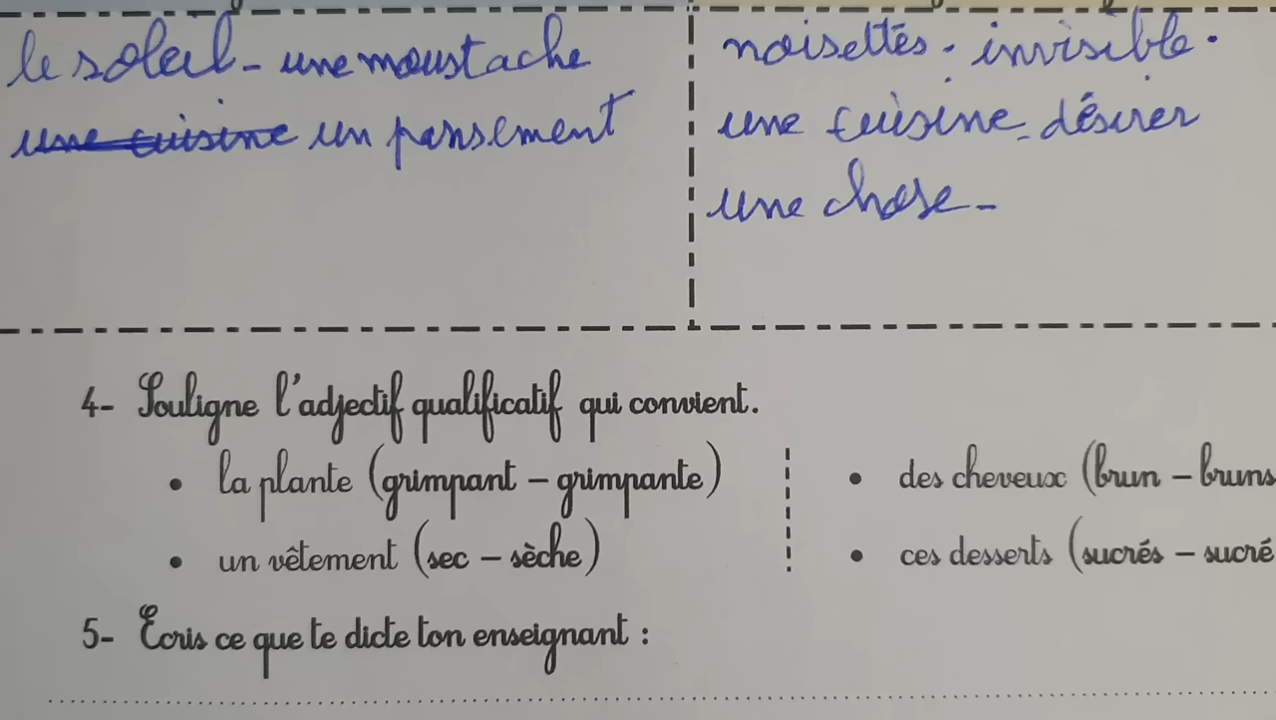 le soleil - une moustache
une cuisine un pansement
noisettes. invisible.
une cuisine - désirer
une chose -
4- Souligne l'adjectif qualificatif qui convient.
• la plante (grimpant – grimpante)
• un vêtement (sec – sèche)
• des cheveux (brun – bruns
• ces desserts (sucrés – sucré
5- Ecris ce que te dicte ton enseignant :